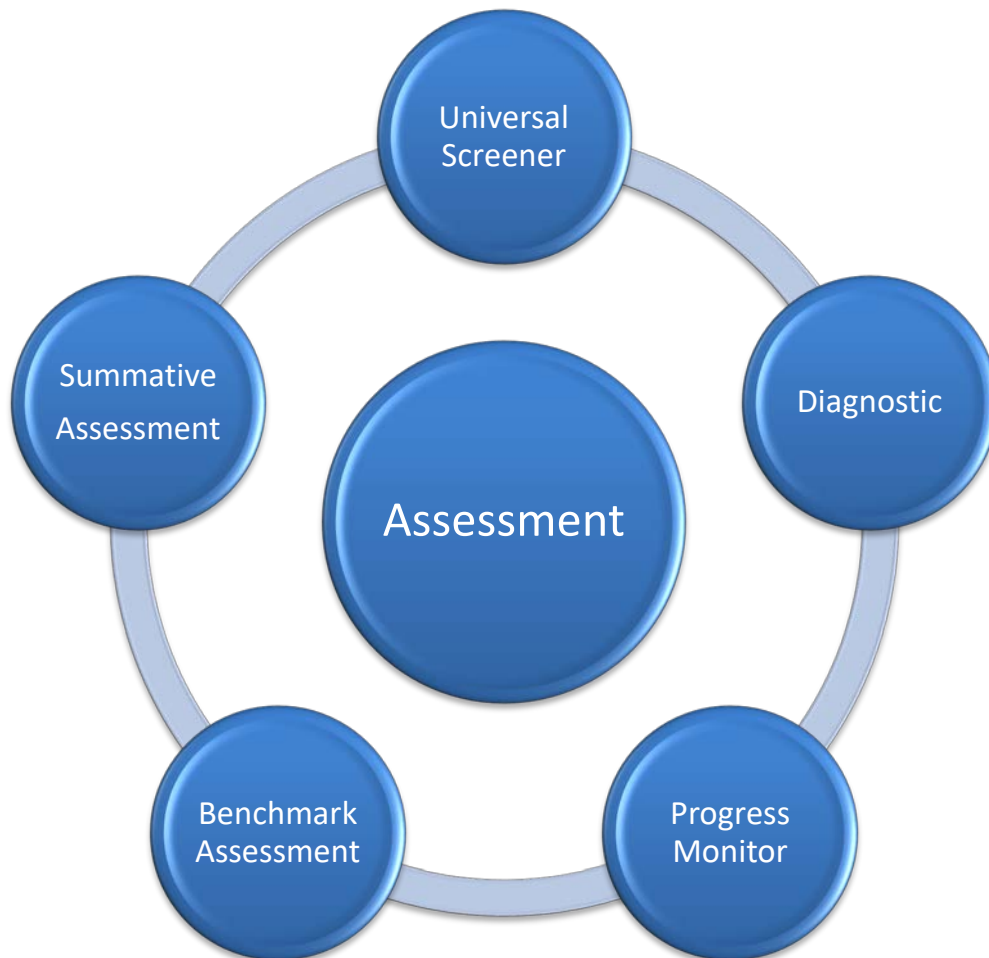 Universal
Screener
Diagnostic
Progress
Monitor
Benchmark
Assessment
Summative
Assessment
Assessment